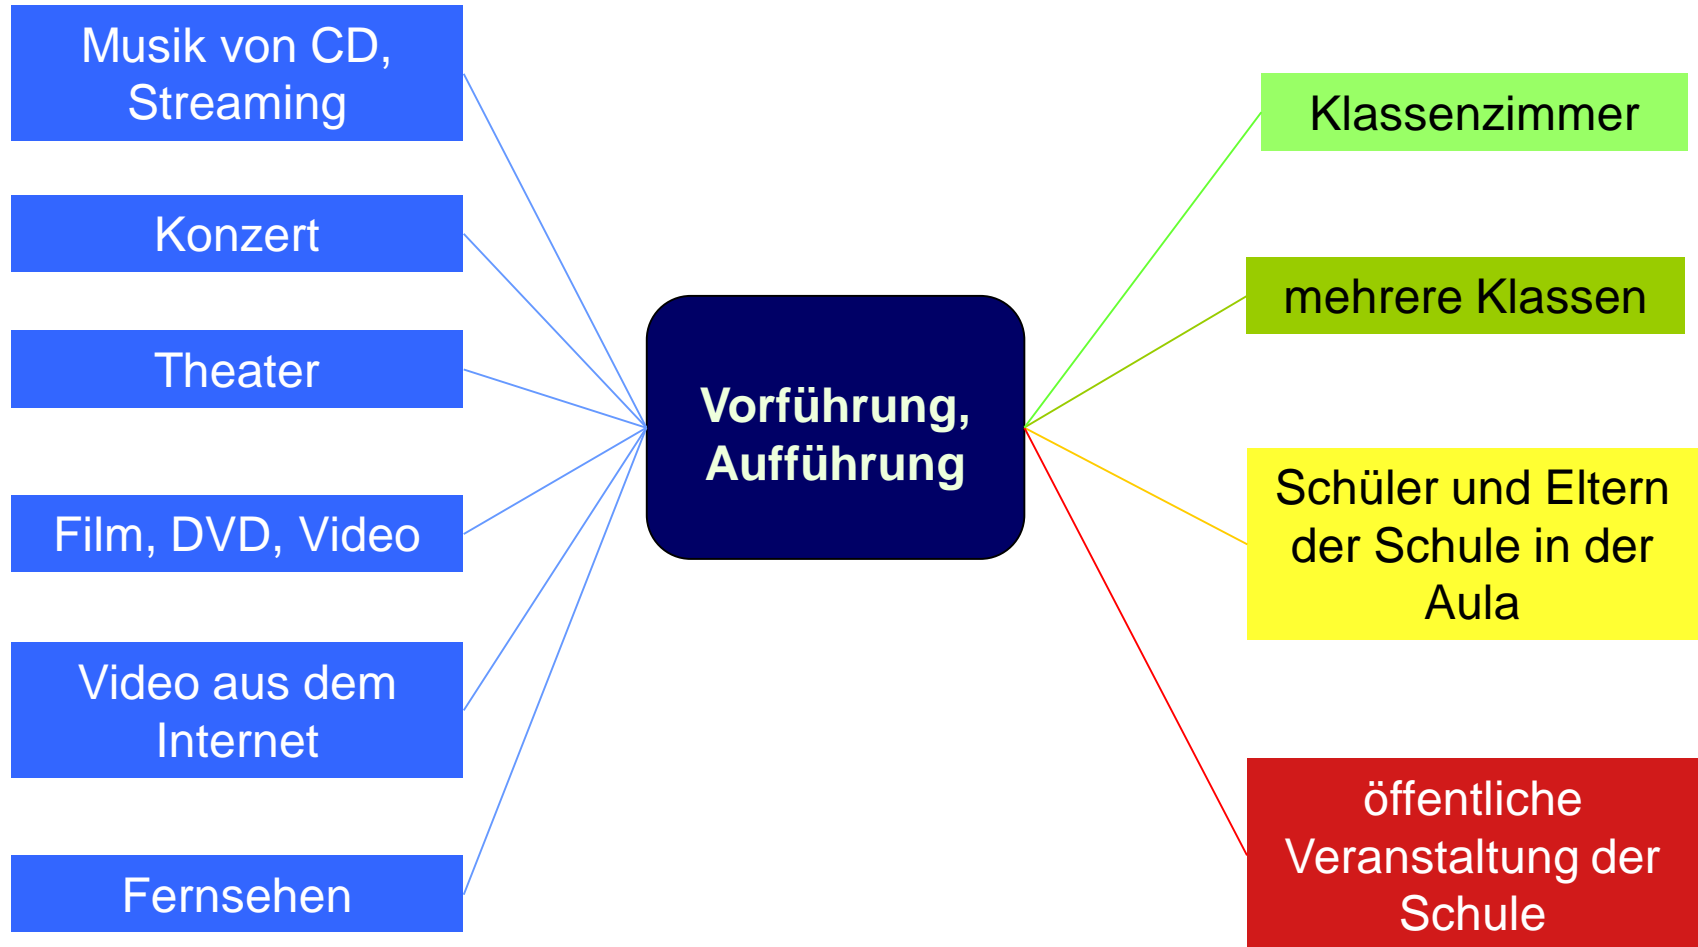 Musik von CD,
Streaming
Konzert
Theater
Film, DVD, Video
Video aus dem
Internet
Fernsehen
Vorführung,
Aufführung
Klassenzimmer
mehrere Klassen
Schüler und Eltern
der Schule in der
Aula
öffentliche
Veranstaltung der
Schule